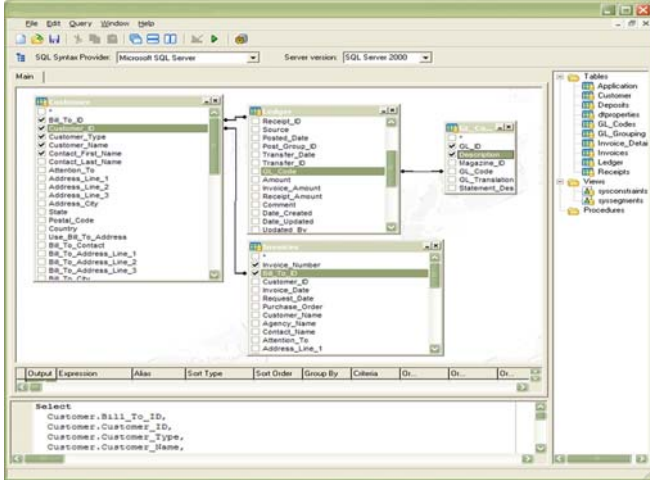 File Edit Query Window Help
SQL Syntax Provider: Microsoft SQL Server Server version: SQL Server 2000
Main
Customer
*
Bill_To_ID
Customer_ID
Customer_Type
Customer_Name
Contact_First_Name
Contact_Last_Name
Attention_To
Address_Line_1
Address_Line_2
Address_Line_3
Address_City
State
Postal_Code
Country
Use_Bill_To_Address
Bill_To_Contact
Bill_To_Address_Line_1
Bill_To_Address_Line_2
Bill_To_Address_Line_3
Bill_To_City
Ledger
Receipt_ID
Source
Posted_Date
Post_Group_ID
Transfer_Date
Transfer_ID
GL_Code
Amount
Invoice_Amount
Receipt_Amount
Comment
Date_Created
Date_Updated
Updated_By
GL_Co...
*
GL_ID
Description
Magazine_ID
GL_Code
GL_Translation
Statement_Des
Invoices
*
Invoice_Number
Bill_To_ID
Customer_ID
Invoice_Date
Request_Date
Purchase_Order
Customer_Name
Agency_Name
Contact_Name
Attention_To
Address_Line_1
Tables
Application
Customer
Deposits
dtproperties
GL_Codes
GL_Grouping
Invoice_Detai
Invoices
Ledger
Receipts
Views
sysconstraints
syssegments
Procedures
Output Expression Alias Sort Type Sort Order Group By Criteria Or... Or... Or...
Select
Customer.Bill_To_ID,
Customer.Customer_ID,
Customer.Customer_Type,
Customer.Customer_Name,